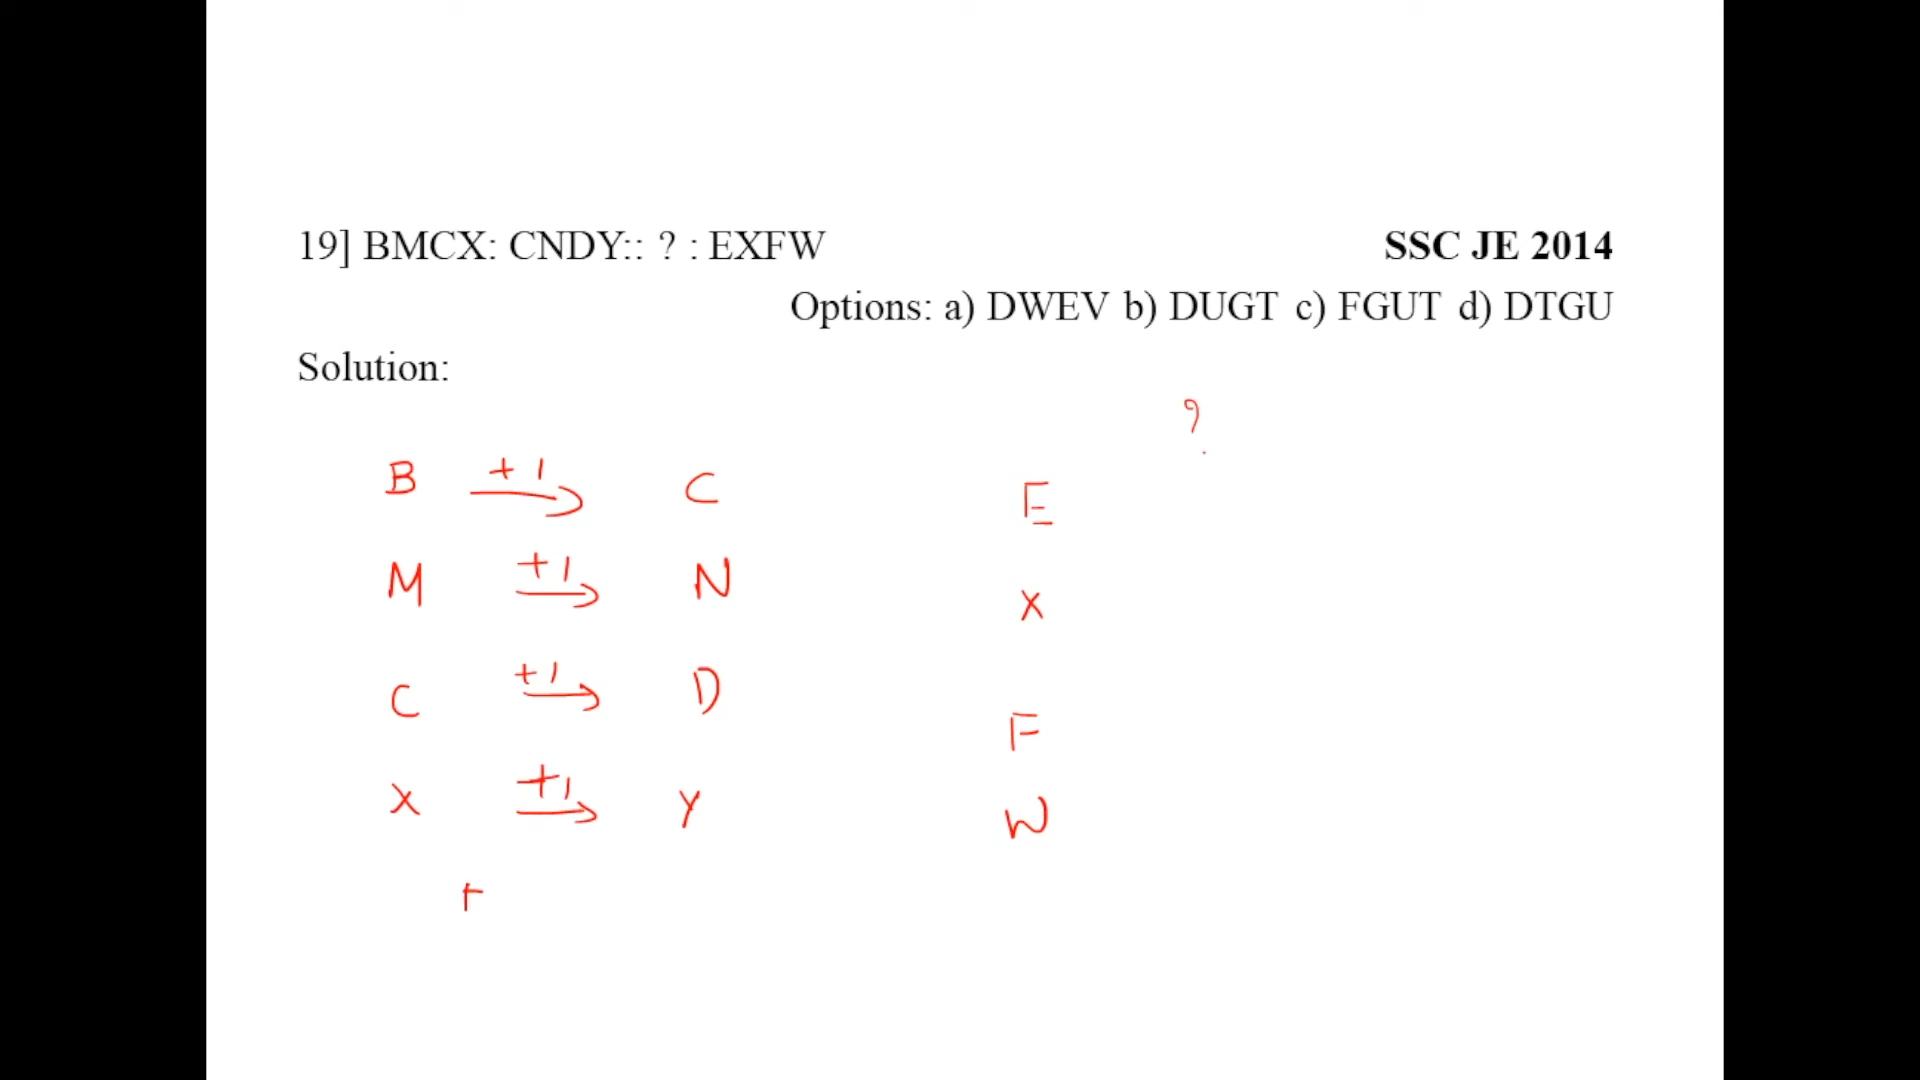 19] BMCX: CNDY:: ? : EXFW SSC JE 2014
Options: a) DWEV b) DUGT c) FGUT d) DTGU
Solution:
?
B +1 C E
M +1 N X
C +1 D F
X +1 Y W